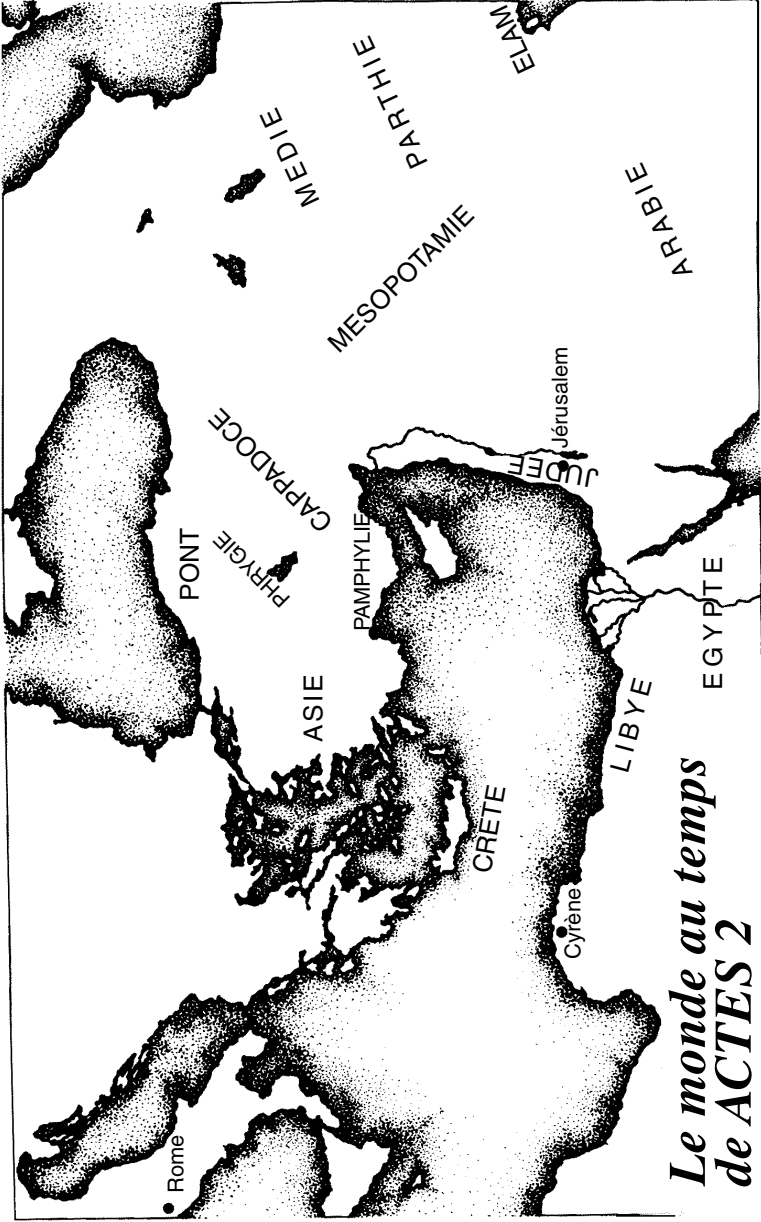 PONT
PHRYGIE
CAPPADOCE
ASIE
PAMPHYLIE
MEDIE
PARTHIE
ELAM
MESOPOTAMIE
ARABIE
Rome
CRETE
Cyrène
LIBYE
EGYPTE
JUDEE
Jérusalem
Le monde au temps
de ACTES 2